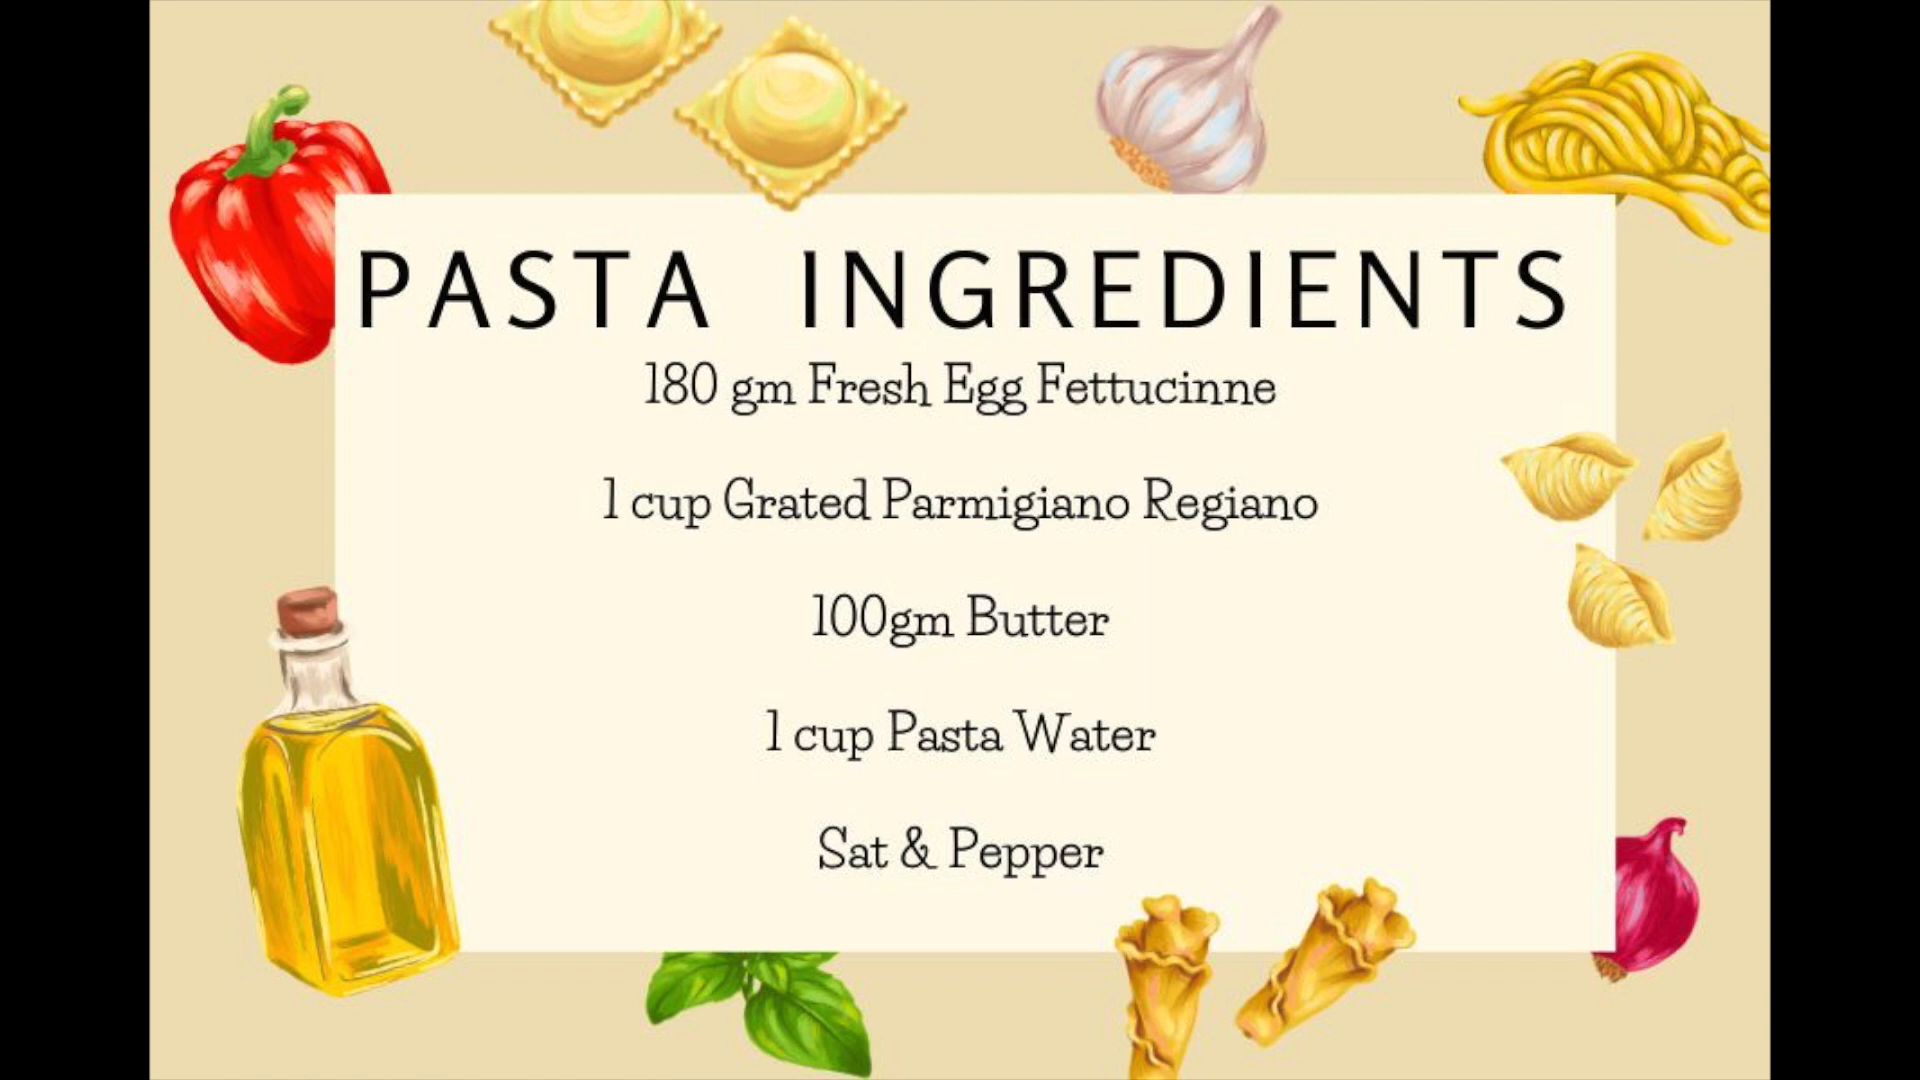 PASTA INGREDIENTS
180 gm Fresh Egg Fettucinne
1 cup Grated Parmigiano Regiano
100gm Butter
1 cup Pasta Water
Sat & Pepper